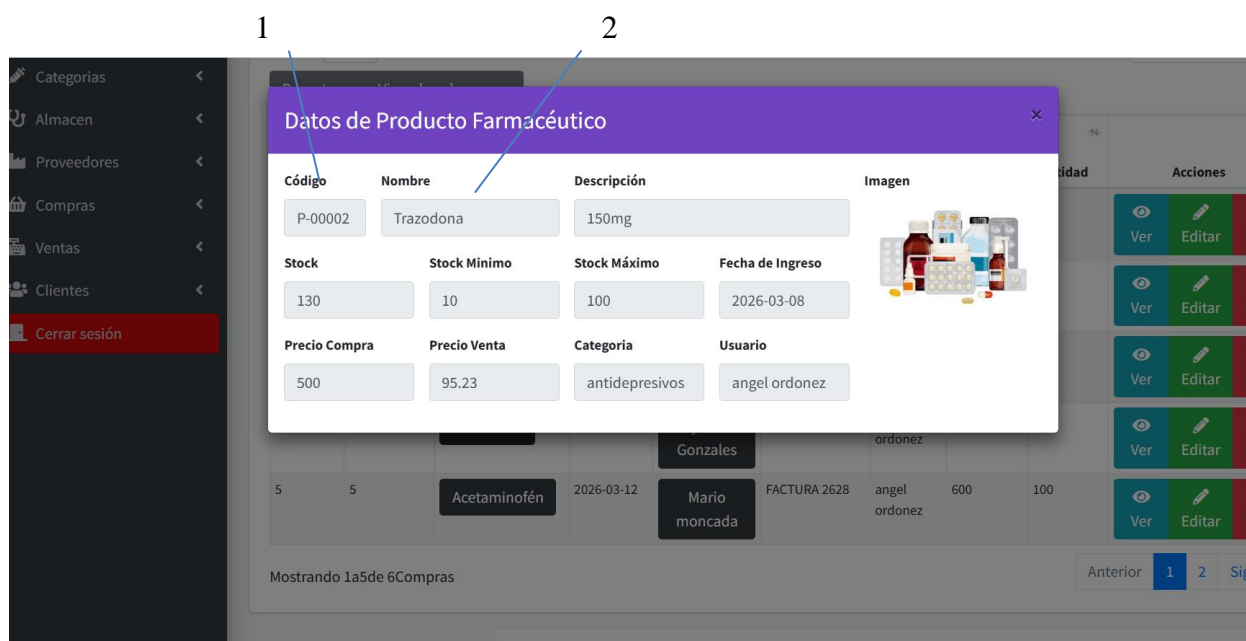 1 2
Categorias
Almacen
Proveedores
Compras
Ventas
Clientes
Cerrar sesión
Datos de Producto Farmacéutico ×
Código Nombre Descripción Imagen
P-00002 Trazodona 150mg
Stock Stock Minimo Stock Máximo Fecha de Ingreso
130 10 100 2026-03-08
Precio Compra Precio Venta Categoria Usuario
500 95.23 antidepresivos angel ordonez
Acciones
Ver Editar
Ver Editar
Ver Editar
Gonzales ordonez Ver Editar
5 5 Acetaminofén 2026-03-12 Mario moncada FACTURA 2628 angel ordonez 600 100 Ver Editar
Mostrando 1a5de 6Compras
Anterior 1 2